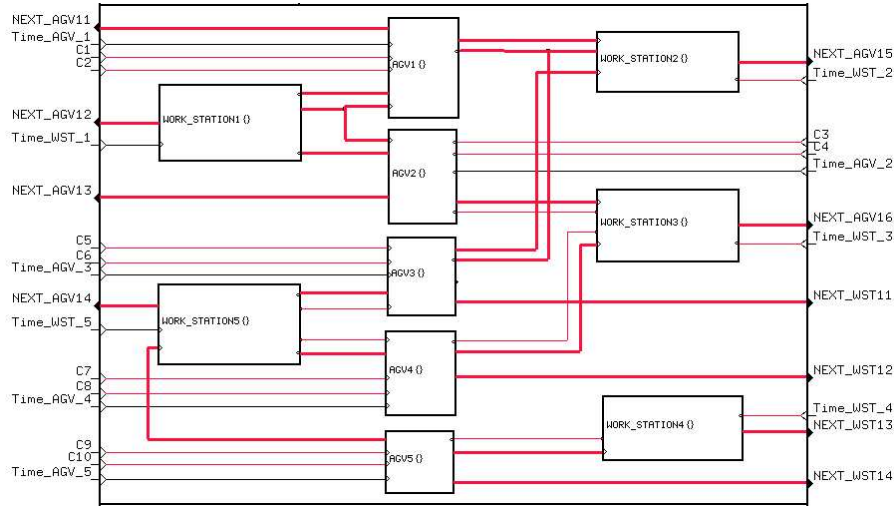 NEXT_AGV11
Time_AGV_1
C1
C2
NEXT_AGV12
Time_WST_1
NEXT_AGV13
C5
C6
Time_AGV_3
NEXT_AGV14
Time_WST_5
C7
C8
Time_AGV_4
C9
C10
Time_AGV_5
WORK_STATION1{}
WORK_STATION5{}
AGV1{}
AGV2{}
AGV3{}
AGV4{}
AGV5{}
WORK_STATION2{}
WORK_STATION3{}
WORK_STATION4{}
NEXT_AGV15
Time_WST_2
C3
C4
Time_AGV_2
NEXT_AGV16
Time_WST_3
NEXT_WST11
NEXT_WST12
Time_WST_4
NEXT_WST13
NEXT_WST14